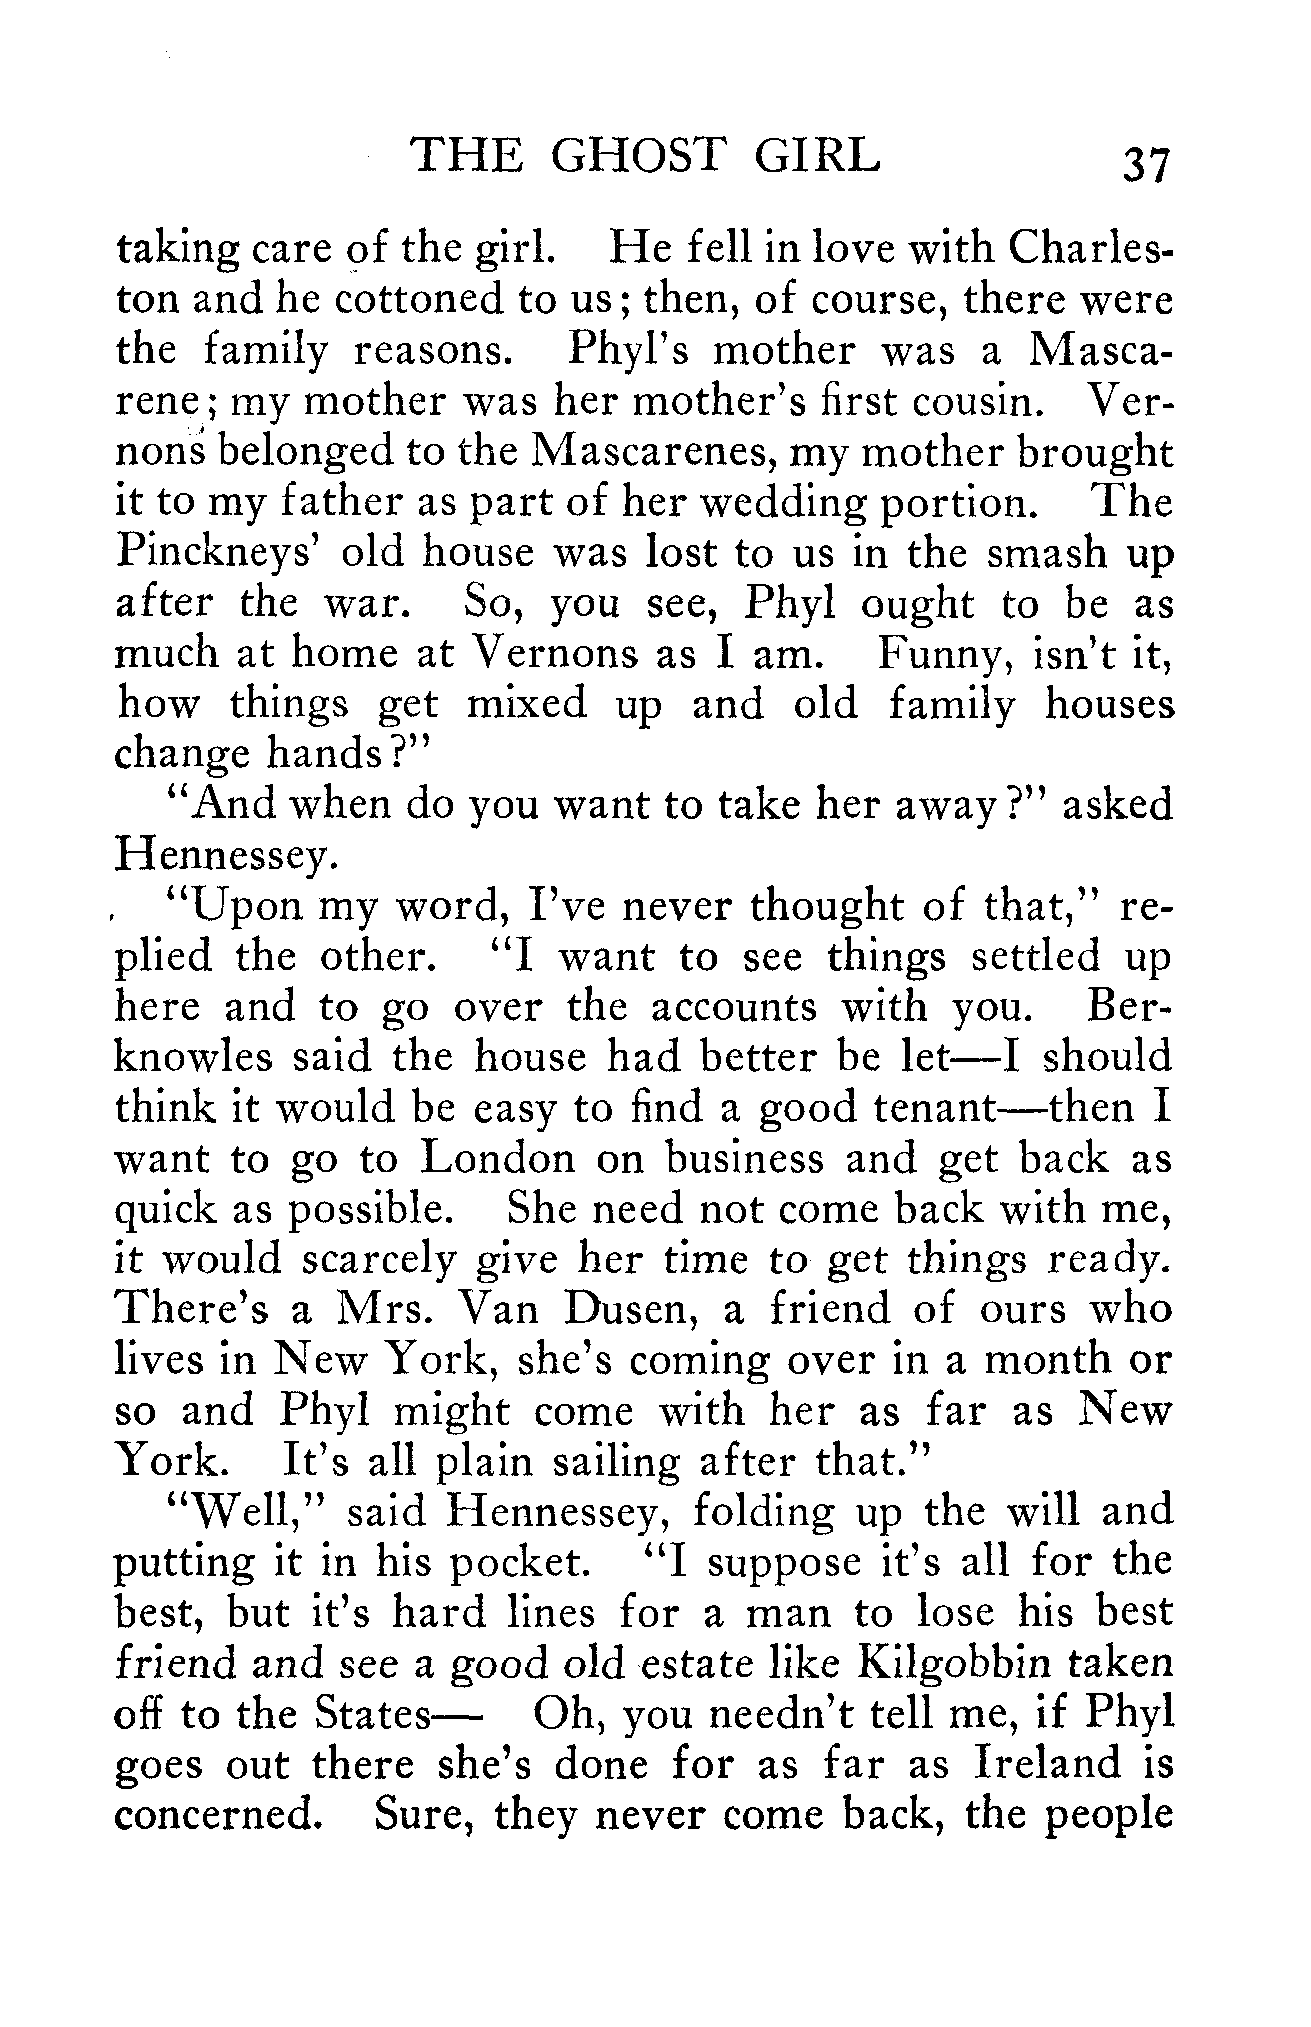 THE GHOST GIRL 37
taking care of the girl. He fell in love with Charles-
ton and he cottoned to us; then, of course, there were
the family reasons. Phyl's mother was a Masca-
rene; my mother was her mother's first cousin. Ver-
nons belonged to the Mascarenes, my mother brought
it to my father as part of her wedding portion. The
Pinckneys' old house was lost to us in the smash up
after the war. So, you see, Phyl ought to be as
much at home at Vernons as I am. Funny, isn't it,
how things get mixed up and old family houses
change hands?"
"And when do you want to take her away?" asked
Hennessey.
"Upon my word, I've never thought of that," re-
plied the other. "I want to see things settled up
here and to go over the accounts with you. Ber-
knowles said the house had better be let—I should
think it would be easy to find a good tenant—then I
want to go to London on business and get back as
quick as possible. She need not come back with me,
it would scarcely give her time to get things ready.
There's a Mrs. Van Dusen, a friend of ours who
lives in New York, she's coming over in a month or
so and Phyl might come with her as far as New
York. It's all plain sailing after that."
"Well," said Hennessey, folding up the will and
putting it in his pocket. "I suppose it's all for the
best, but it's hard lines for a man to lose his best
friend and see a good old estate like Kilgobbin taken
off to the States— Oh, you needn't tell me, if Phyl
goes out there she's done for as far as Ireland is
concerned. Sure, they never come back, the people